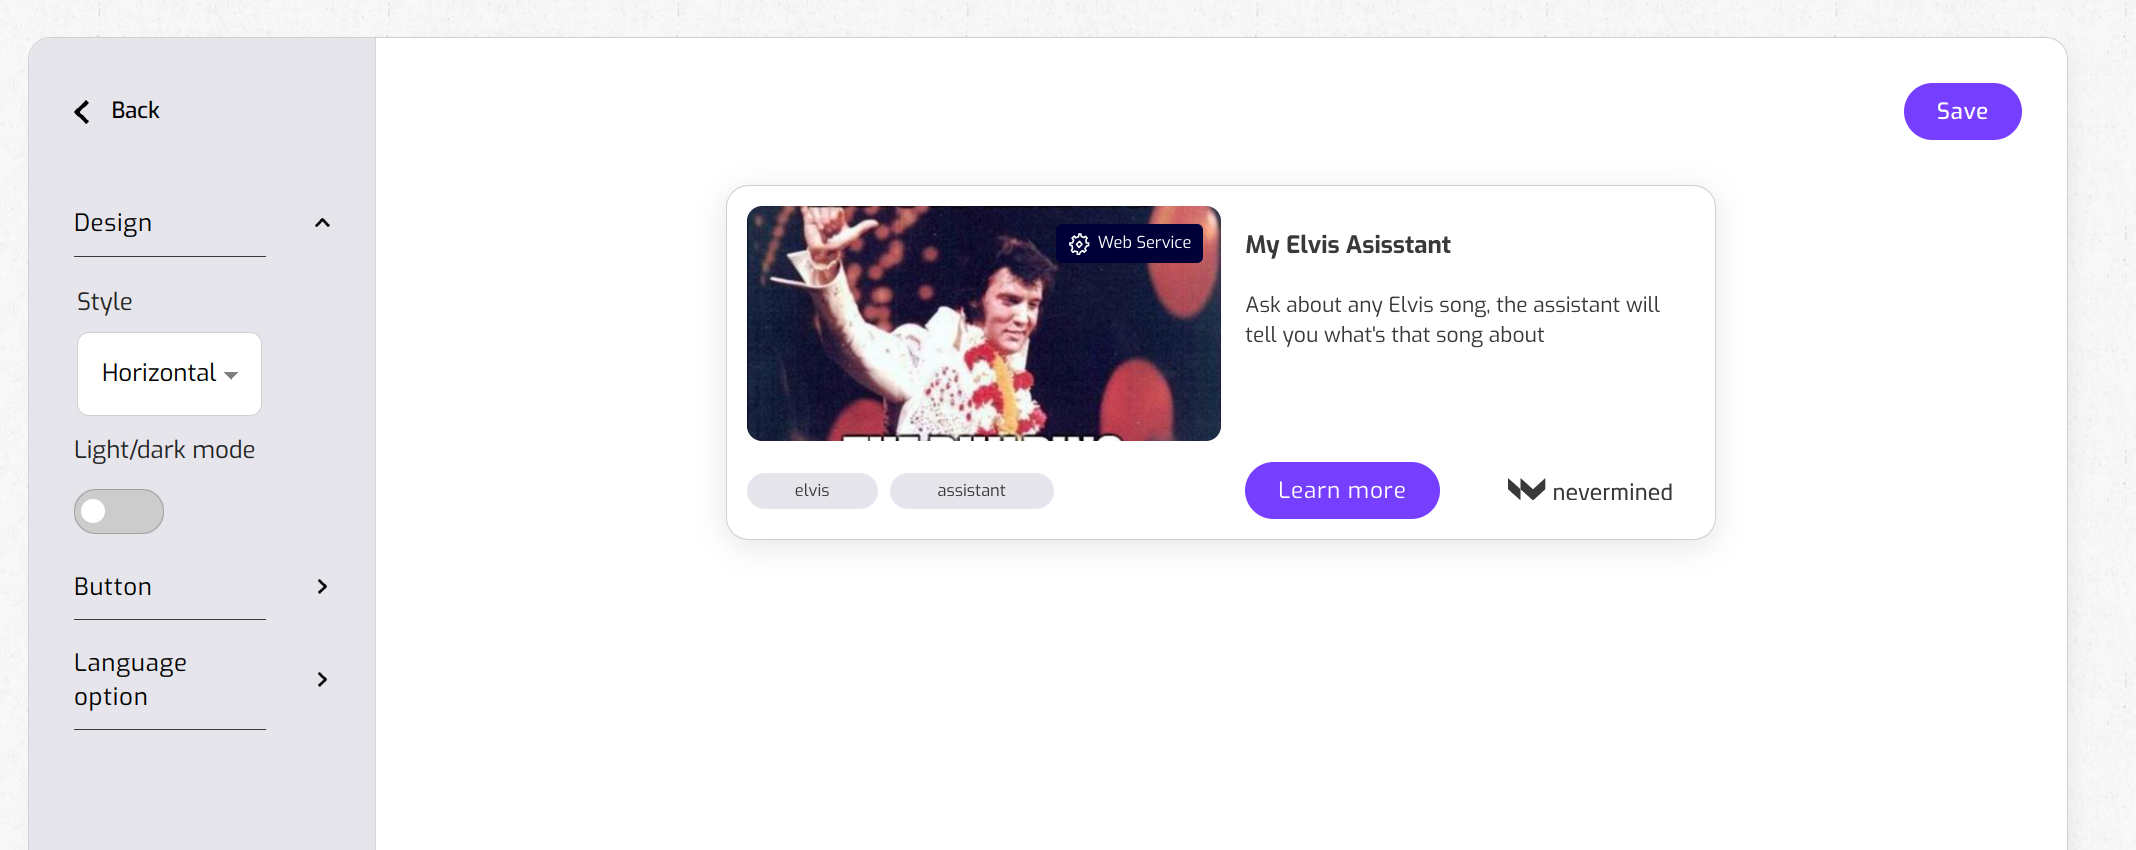 Back
Save
Design
Style
Horizontal
Light/dark mode
Button
Language
option
Web Service
My Elvis Asisstant
Ask about any Elvis song, the assistant will
tell you what's that song about
elvis
assistant
Learn more
nevermined